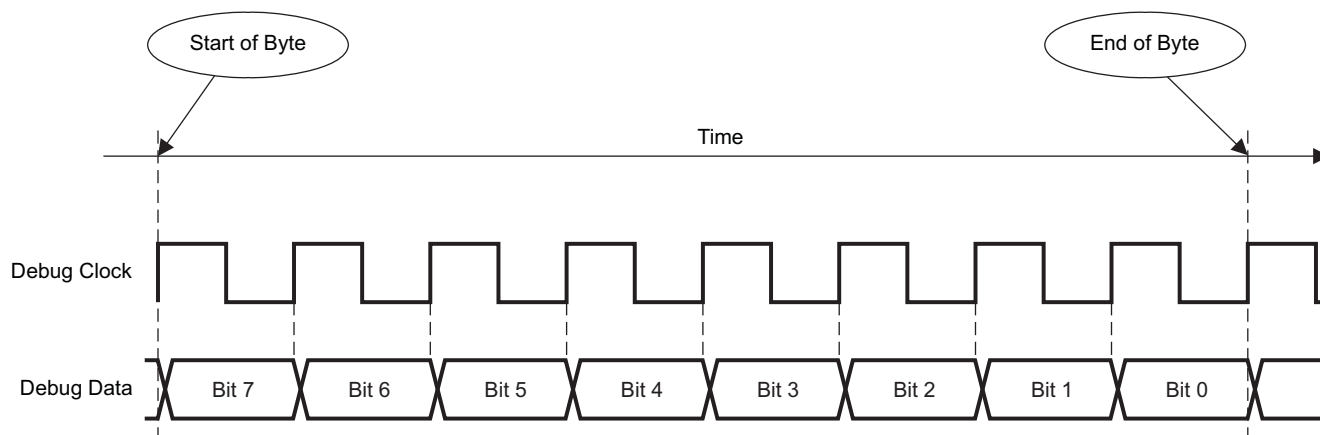 Start of Byte
End of Byte
Time
Debug Clock
Debug Data
Bit 7
Bit 6
Bit 5
Bit 4
Bit 3
Bit 2
Bit 1
Bit 0